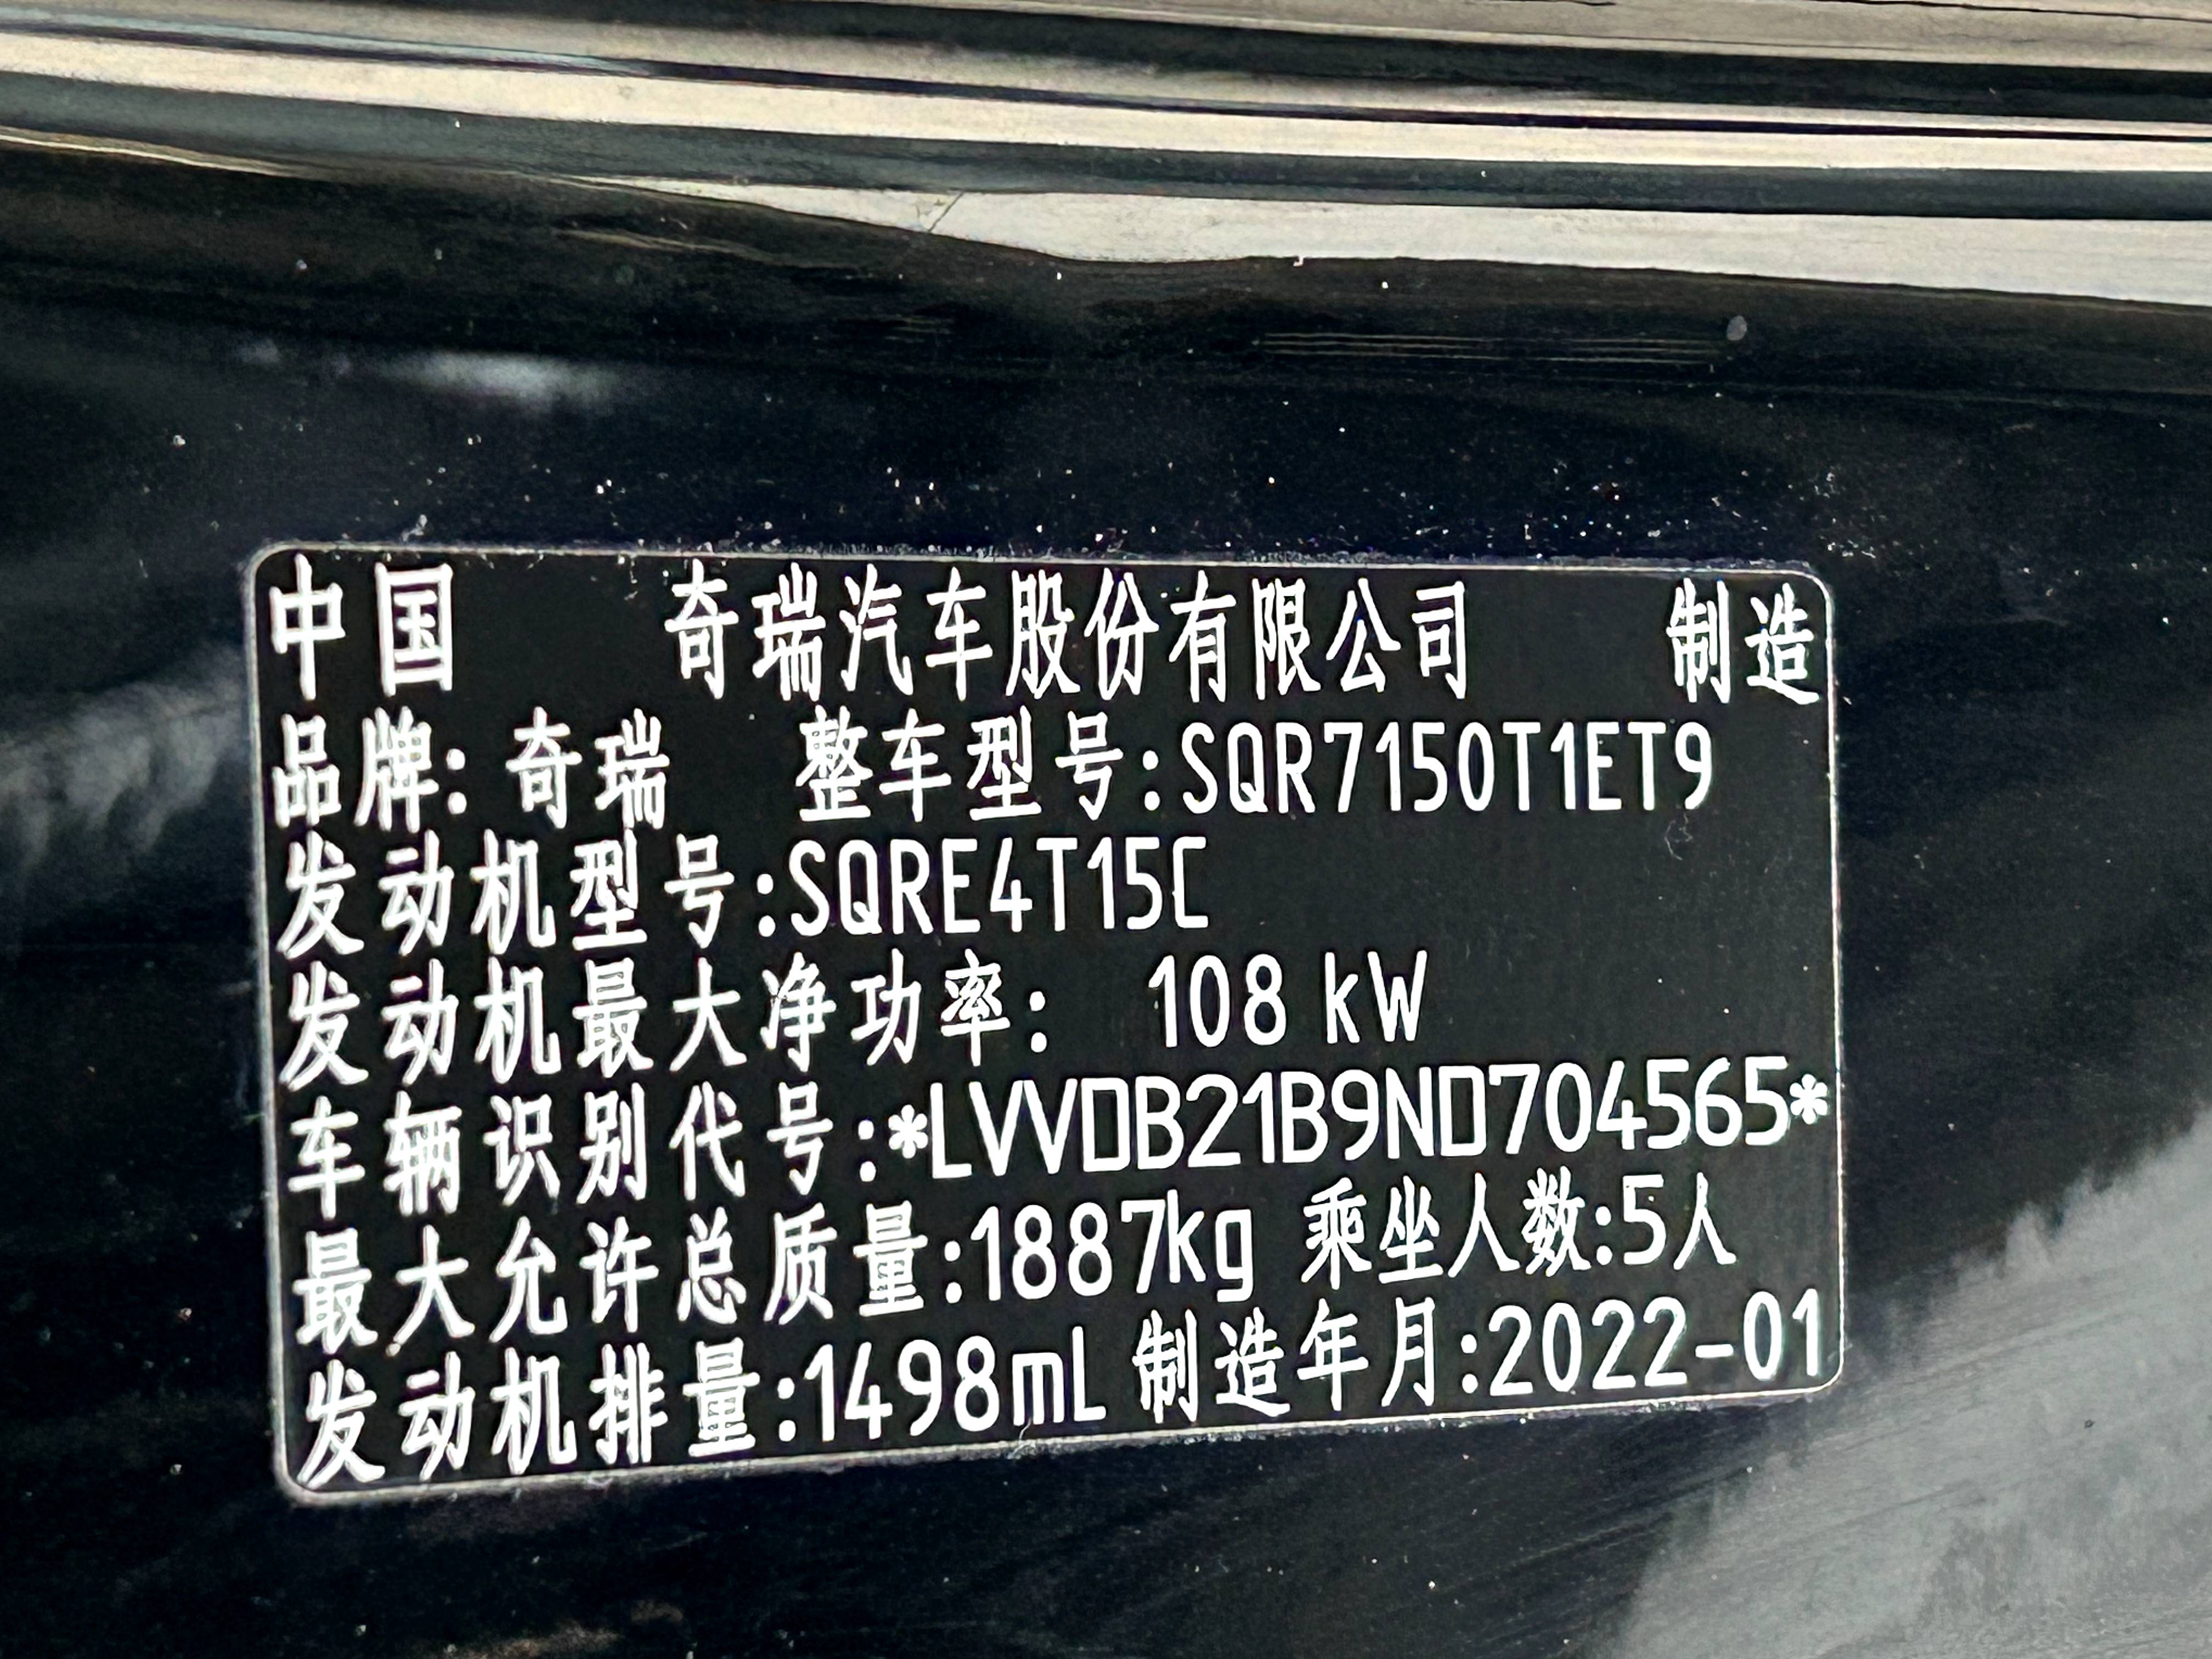 中国 奇瑞汽车股份有限公司 制造
品牌: 奇瑞 整车型号:SQR7150T1ET9
发动机型号:SQRE4T15C
发动机最大净功率: 108 kW
车辆识别代号:*LVVDB21B9ND704565*
最大允许总质量:1887kg 乘坐人数:5人
发动机排量:1498mL 制造年月:2022-01